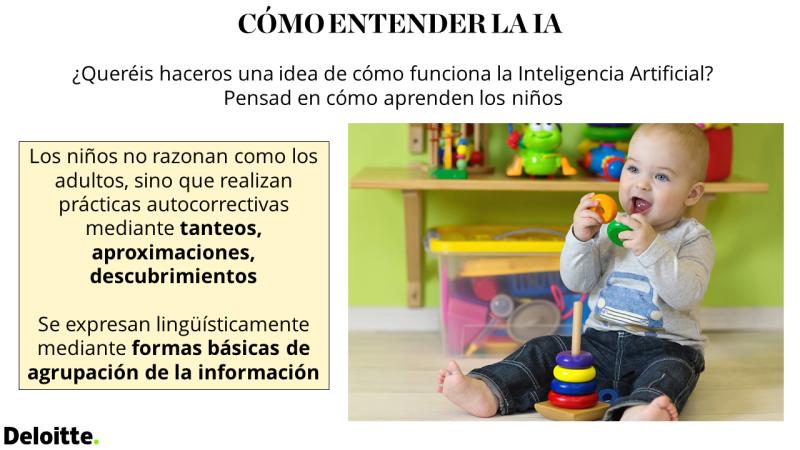 CÓMO ENTENDER LA IA
¿Queréis haceros una idea de cómo funciona la Inteligencia Artificial?
Pensad en cómo aprenden los niños
Los niños no razonan como los
adultos, sino que realizan
prácticas autocorrectivas
mediante tanteos,
aproximaciones,
descubrimientos
Se expresan lingüísticamente
mediante formas básicas de
agrupación de la información
Deloitte.